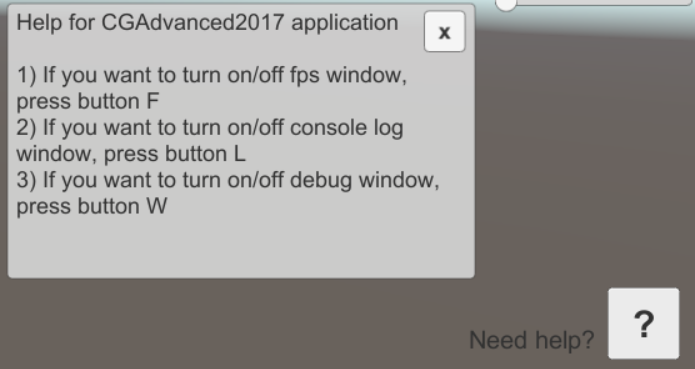 Help for CGAdvanced2017 application
x
1) If you want to turn on/off fps window,
press button F
2) If you want to turn on/off console log
window, press button L
3) If you want to turn on/off debug window,
press button W
Need help?
?